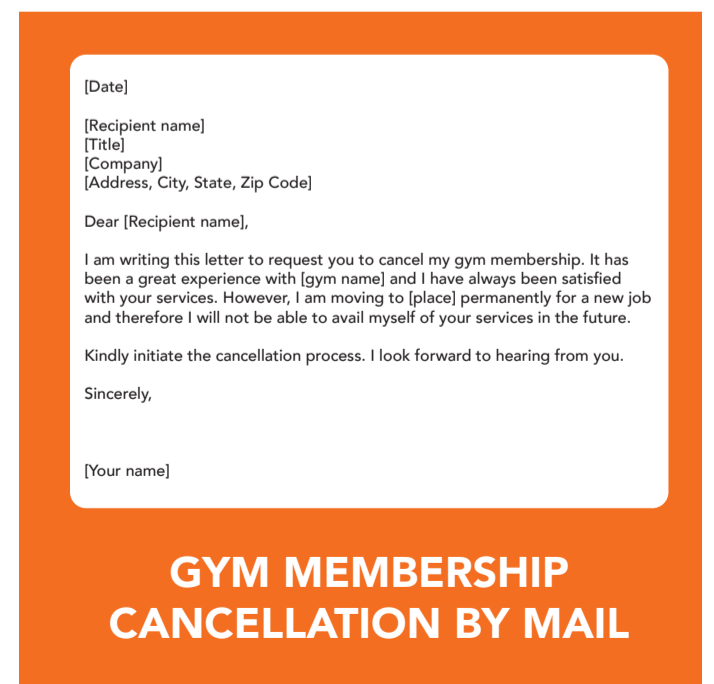 [Date]
[Recipient name]
[Title]
[Company]
[Address, City, State, Zip Code]
Dear [Recipient name],
I am writing this letter to request you to cancel my gym membership. It has
been a great experience with [gym name] and I have always been satisfied
with your services. However, I am moving to [place] permanently for a new job
and therefore I will not be able to avail myself of your services in the future.
Kindly initiate the cancellation process. I look forward to hearing from you.
Sincerely,
[Your name]
GYM MEMBERSHIP
CANCELLATION BY MAIL